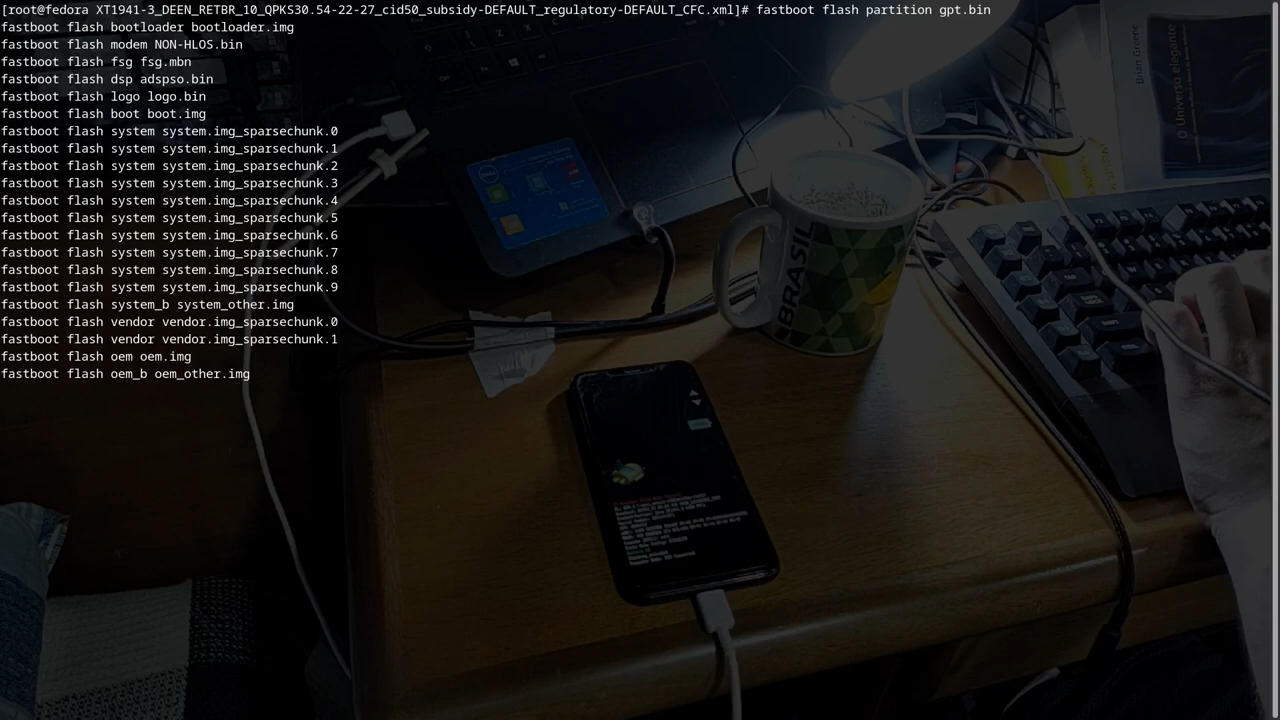 [root@fedora XT1941-3_DEEN_RETBR_10_QPKS30.54-22-27_cid50_subsidy-DEFAULT_regulatory-DEFAULT_CFC.xml]# fastboot flash partition gpt.bin
fastboot flash bootloader bootloader.img
fastboot flash modem NON-HLOS.bin
fastboot flash fsg fsg.mbn
fastboot flash dsp adspso.bin
fastboot flash logo logo.bin
fastboot flash boot boot.img
fastboot flash system system.img_sparsechunk.0
fastboot flash system system.img_sparsechunk.1
fastboot flash system system.img_sparsechunk.2
fastboot flash system system.img_sparsechunk.3
fastboot flash system system.img_sparsechunk.4
fastboot flash system system.img_sparsechunk.5
fastboot flash system system.img_sparsechunk.6
fastboot flash system system.img_sparsechunk.7
fastboot flash system system.img_sparsechunk.8
fastboot flash system system.img_sparsechunk.9
fastboot flash system_b system_other.img
fastboot flash vendor vendor.img_sparsechunk.0
fastboot flash vendor vendor.img_sparsechunk.1
fastboot flash oem oem.img
fastboot flash oem_b oem_other.img
Brian Greene
O Universo elegante
BRASIL